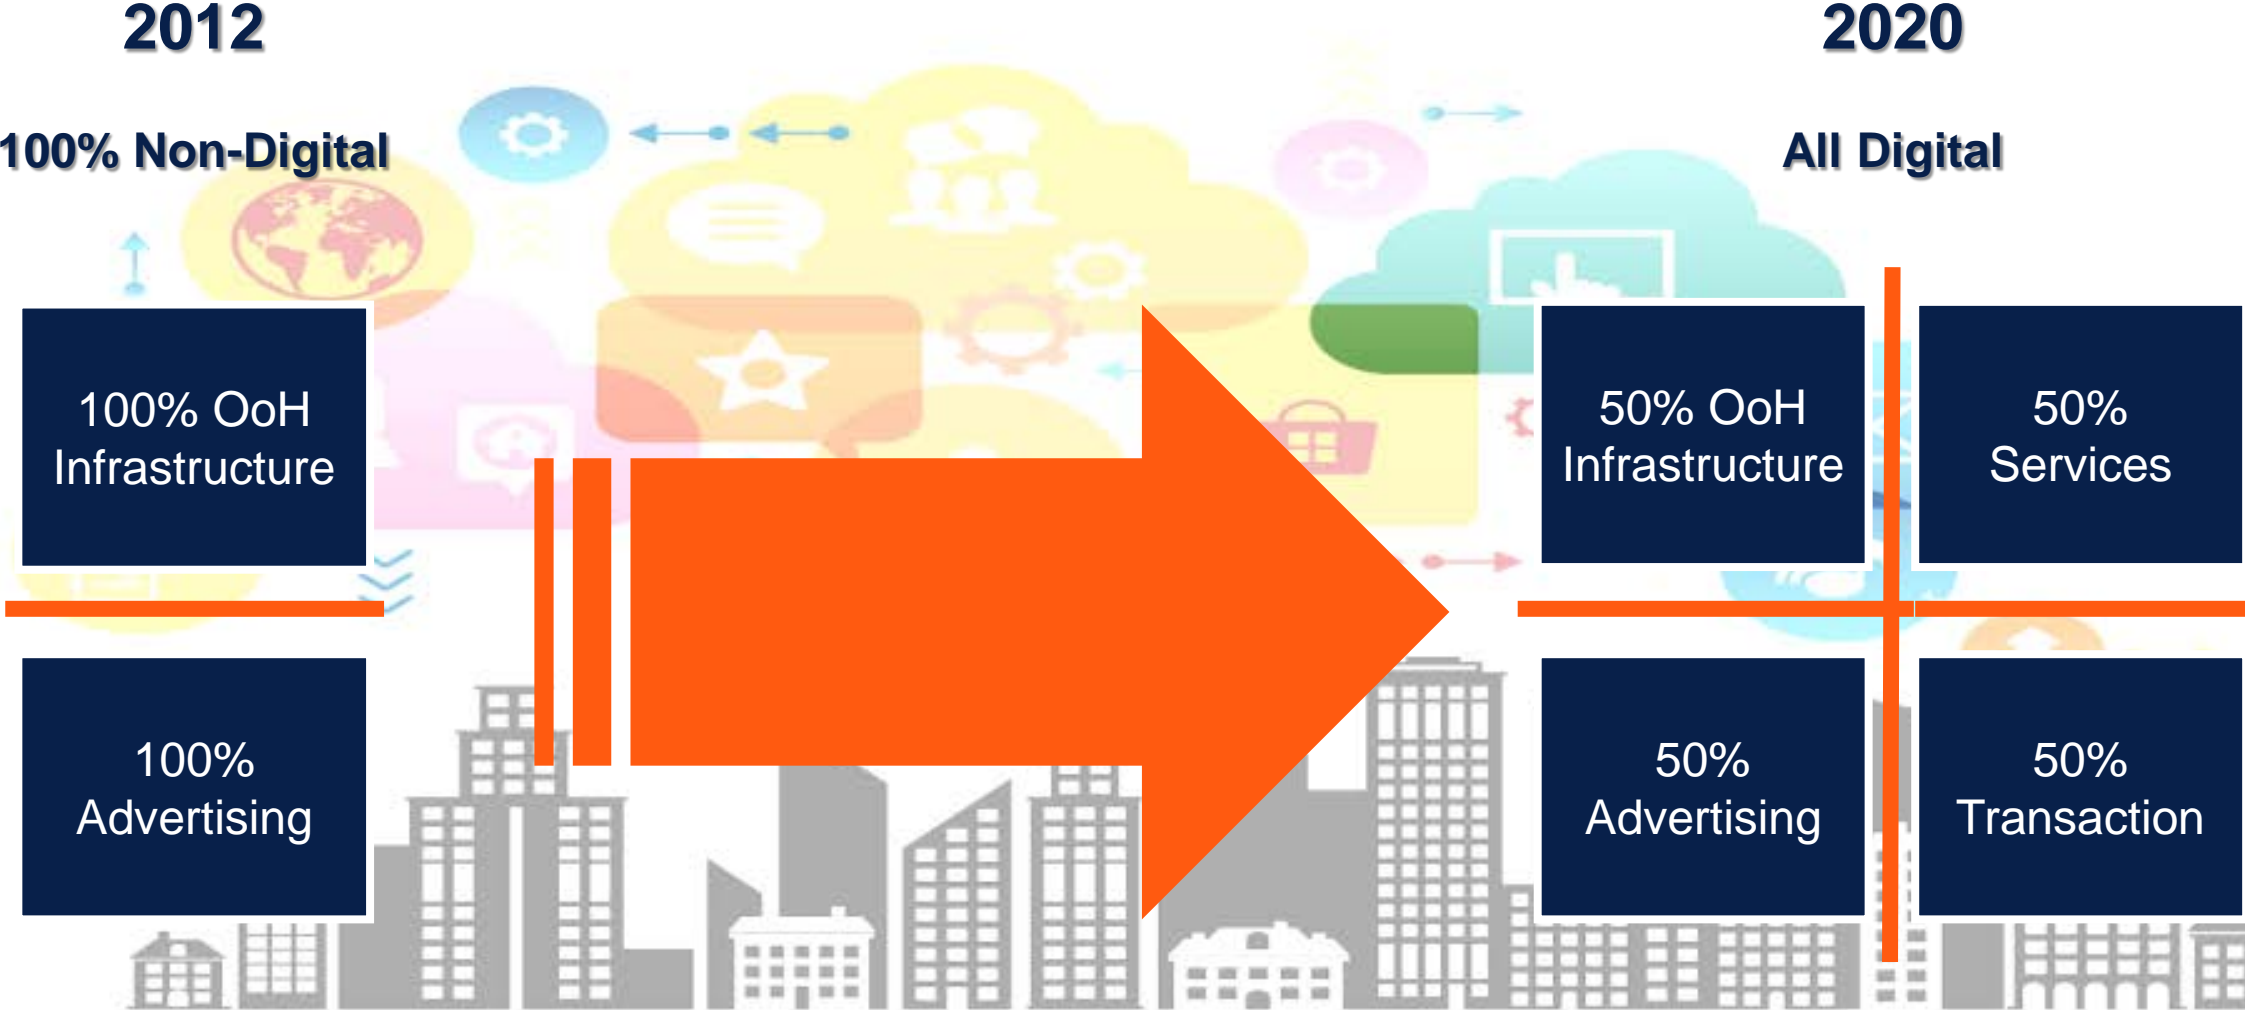 2012
100% Non-Digital
100% OoH
Infrastructure
100%
Advertising
2020
All Digital
50% OoH
Infrastructure
50%
Services
50%
Advertising
50%
Transaction